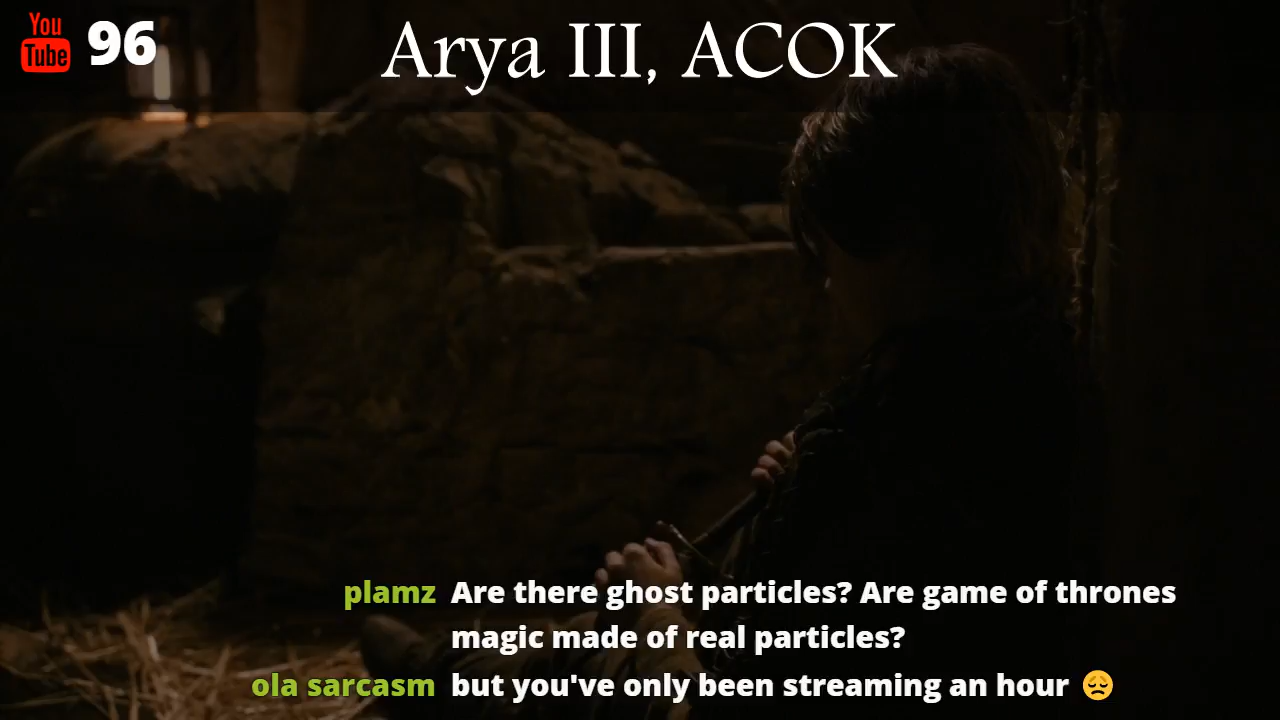 You
Tube 96
Arya III, ACOK
plamz Are there ghost particles? Are game of thrones
magic made of real particles?
ola sarcasm but you've only been streaming an hour 😞